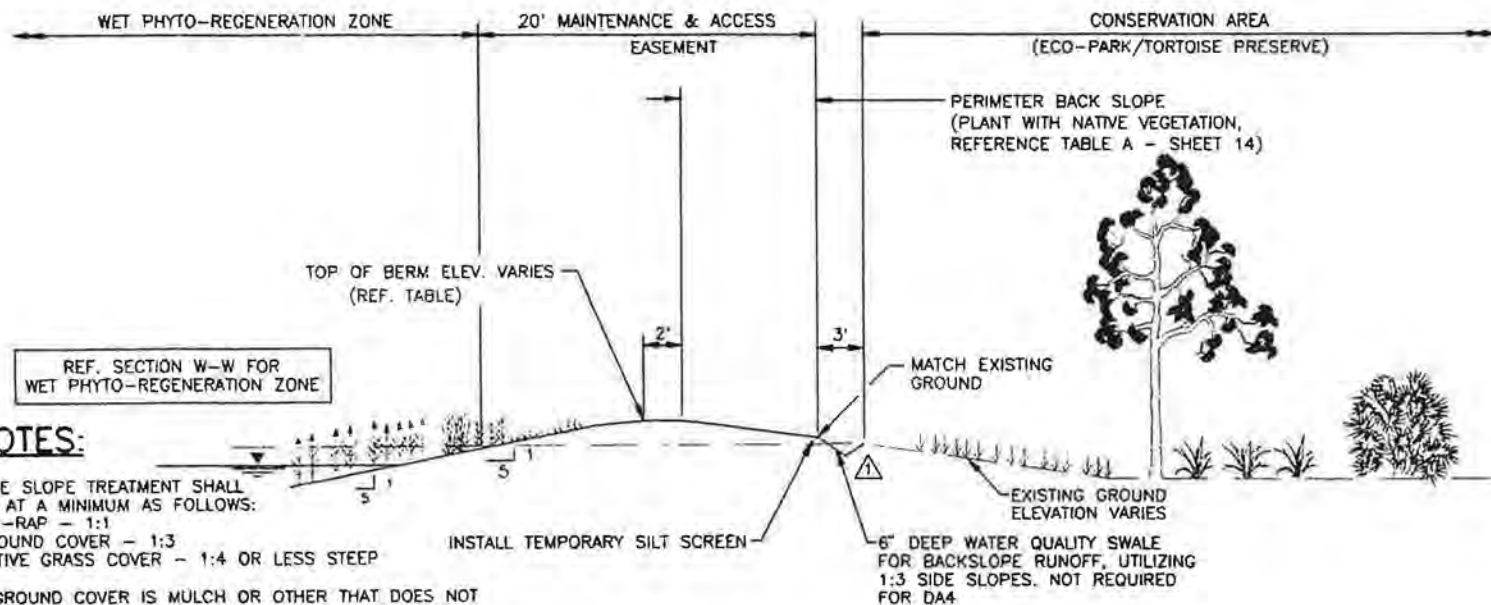 WET PHYTO-REGENERATION ZONE
20' MAINTENANCE & ACCESS
EASEMENT
CONSERVATION AREA
(ECO-PARK/TORTOISE PRESERVE)
PERIMETER BACK SLOPE
(PLANT WITH NATIVE VEGETATION,
REFERENCE TABLE A - SHEET 14)
TOP OF BERM ELEV. VARIES
(REF. TABLE)
2'
3'
REF. SECTION W-W FOR
WET PHYTO-REGENERATION ZONE
MATCH EXISTING
GROUND
OTES:
E SLOPE TREATMENT SHALL
AT A MINIMUM AS FOLLOWS:
-RAP - 1:1
OUND COVER - 1:3
TIVE GRASS COVER - 1:4 OR LESS STEEP
GROUND COVER IS MULCH OR OTHER THAT DOES NOT
5
1
5
1
1
INSTALL TEMPORARY SILT SCREEN
EXISTING GROUND
ELEVATION VARIES
6" DEEP WATER QUALITY SWALE
FOR BACKSLOPE RUNOFF, UTILIZING
1:3 SIDE SLOPES. NOT REQUIRED
FOR DA4